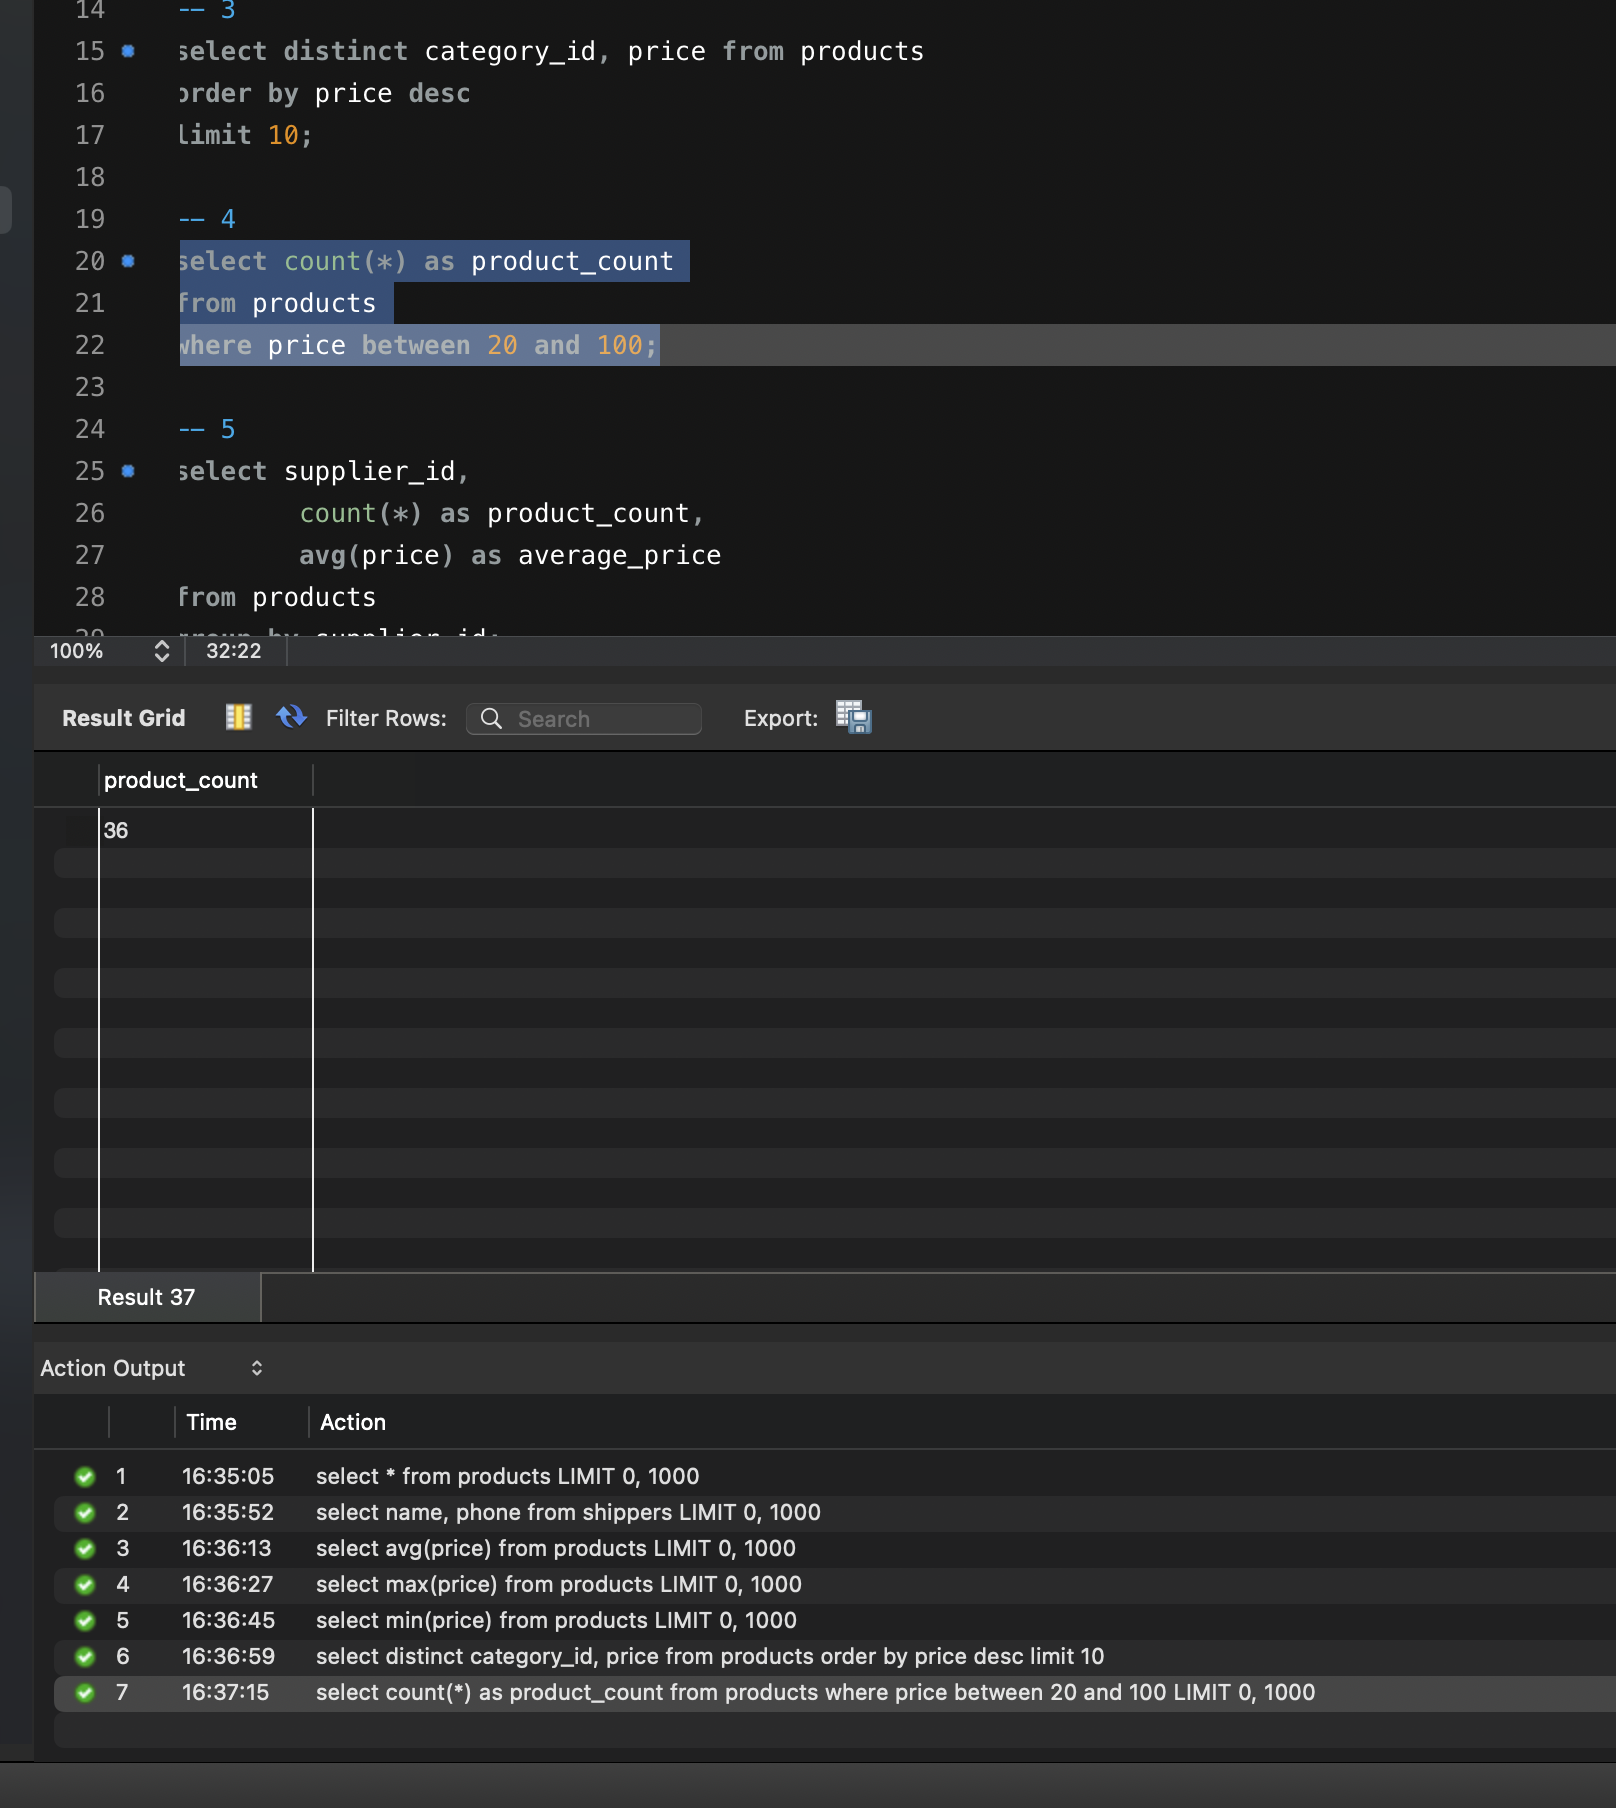 14 -- 3
15 select distinct category_id, price from products
16 order by price desc
17 limit 10;
18
19 -- 4
20 select count(*) as product_count
21 from products
22 where price between 20 and 100;
23
24 -- 5
25 select supplier_id,
26 count(*) as product_count,
27 avg(price) as average_price
28 from products
29 group by supplier_id;
100% 32:22
Result Grid Filter Rows: Search Export:
product_count
36
Result 37
Action Output
Time Action
1 16:35:05 select * from products LIMIT 0, 1000
2 16:35:52 select name, phone from shippers LIMIT 0, 1000
3 16:36:13 select avg(price) from products LIMIT 0, 1000
4 16:36:27 select max(price) from products LIMIT 0, 1000
5 16:36:45 select min(price) from products LIMIT 0, 1000
6 16:36:59 select distinct category_id, price from products order by price desc limit 10
7 16:37:15 select count(*) as product_count from products where price between 20 and 100 LIMIT 0, 1000